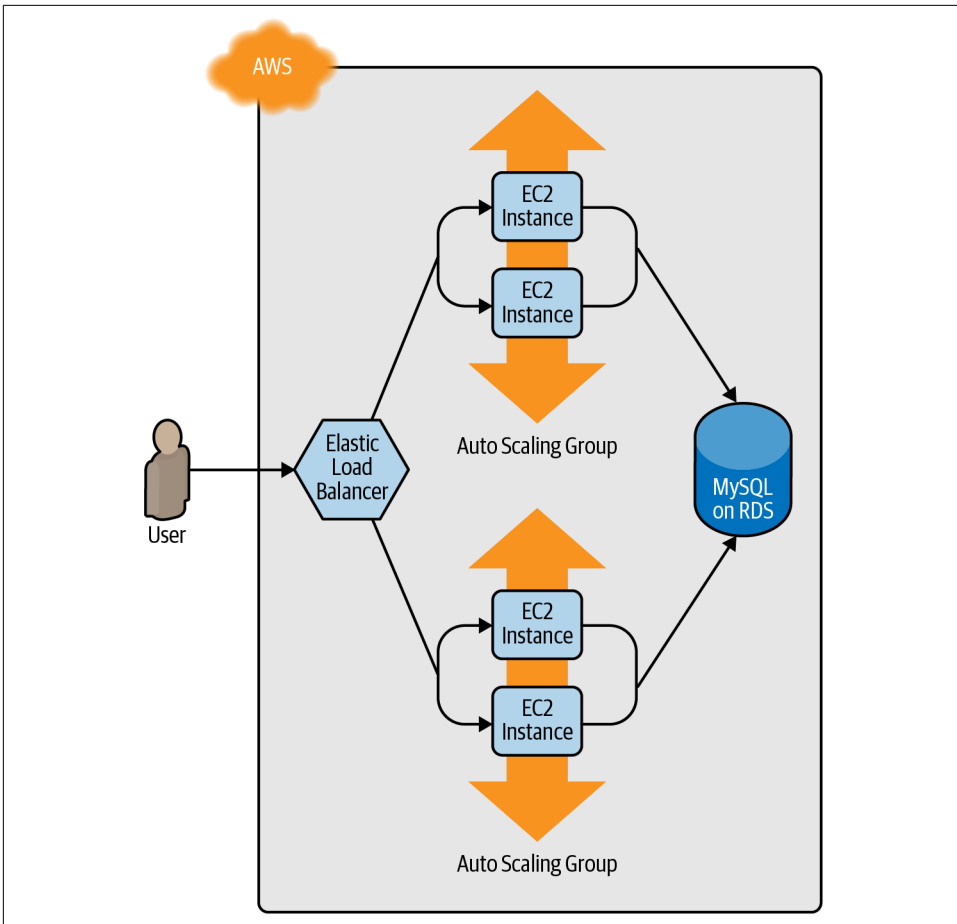 AWS
EC2
Instance
EC2
Instance
Auto Scaling Group
Elastic
Load
Balancer
User
MySQL
on RDS
EC2
Instance
EC2
Instance
Auto Scaling Group